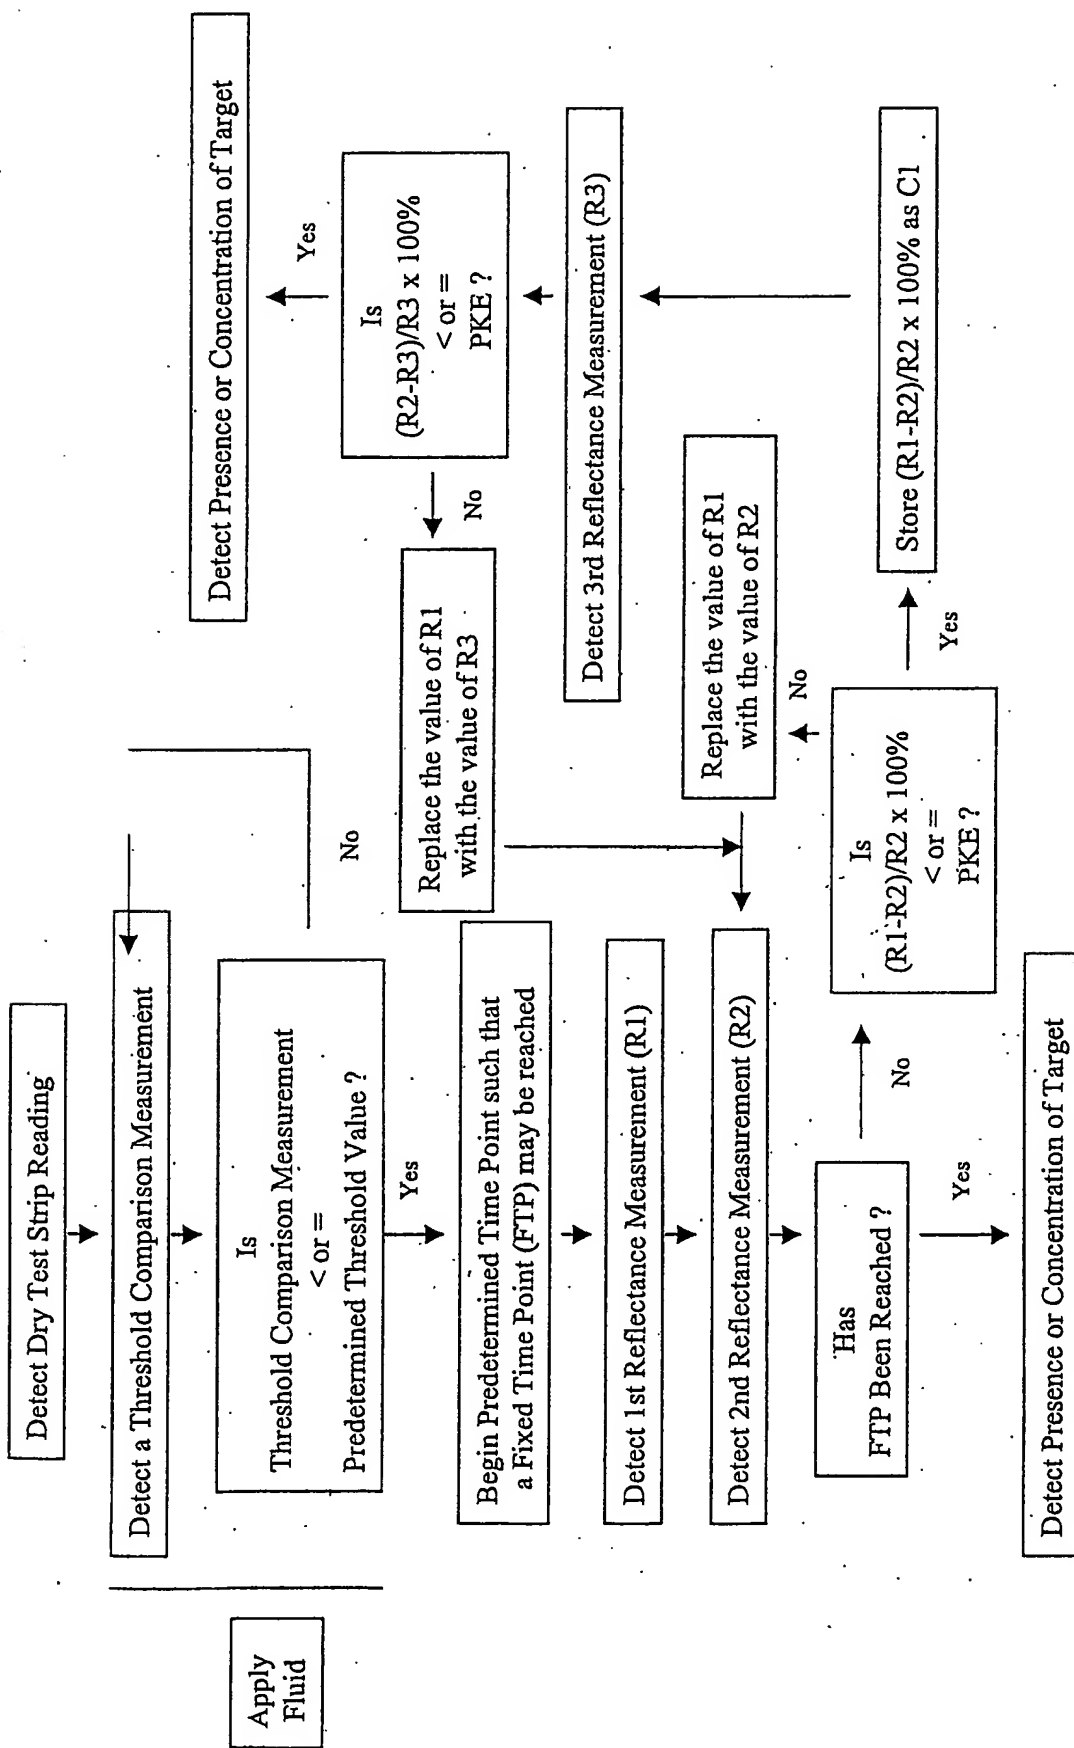 Detect Dry Test Strip Reading
Detect a Threshold Comparison Measurement
Apply
Fluid
Is
Threshold Comparison Measurement
< or =
Predetermined Threshold Value ?
No
Yes
Begin Predetermined Time Point such that
a Fixed Time Point (FTP) may be reached
Detect 1st Reflectance Measurement (R1)
Detect 2nd Reflectance Measurement (R2)
Has
FTP Been Reached ?
Yes
Detect Presence or Concentration of Target
No
Is
(R1-R2)/R2 x 100%
< or =
PKE ?
No
Replace the value of R1
with the value of R2
Yes
Store (R1-R2)/R2 x 100% as C1
Detect 3rd Reflectance Measurement (R3)
Is
(R2-R3)/R3 x 100%
< or =
PKE ?
No
Replace the value of R1
with the value of R3
Yes
Detect Presence or Concentration of Target